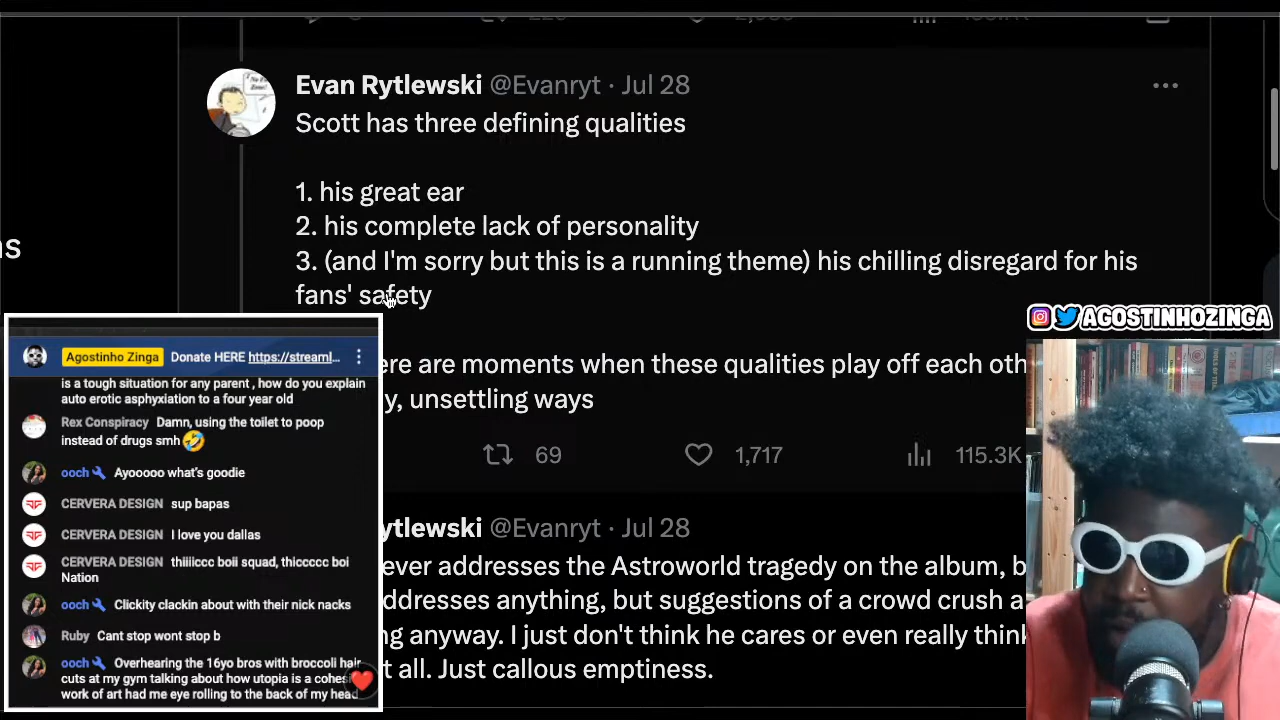 Evan Rytlewski @Evanryt · Jul 28
Scott has three defining qualities
1. his great ear
2. his complete lack of personality
3. (and I'm sorry but this is a running theme) his chilling disregard for his
fans' safety
ere are moments when these qualities play off each oth
y, unsettling ways
69 1,717 115.3K
ytlewski @Evanryt · Jul 28
ever addresses the Astroworld tragedy on the album, b
ddresses anything, but suggestions of a crowd crush a
ng anyway. I just don't think he cares or even really think
t all. Just callous emptiness.
Agostinho Zinga Donate HERE https://streaml...
is a tough situation for any parent , how do you explain
auto erotic asphyxiation to a four year old
Rex Conspiracy Damn, using the toilet to poop
instead of drugs smh🤣
ooch Ayooooo what's goodie
CERVERA DESIGN sup bapas
CERVERA DESIGN I love you dallas
CERVERA DESIGN thiiiiccc boii squad, thiccccc boi
Nation
ooch Clickity clackin about with their nick nacks
Ruby Cant stop wont stop b
ooch Overhearing the 16yo bros with broccoli hair
cuts at my gym talking about how utopia is a cohes
work of art had me eye rolling to the back of my head
@AGOSTINHOZINGA